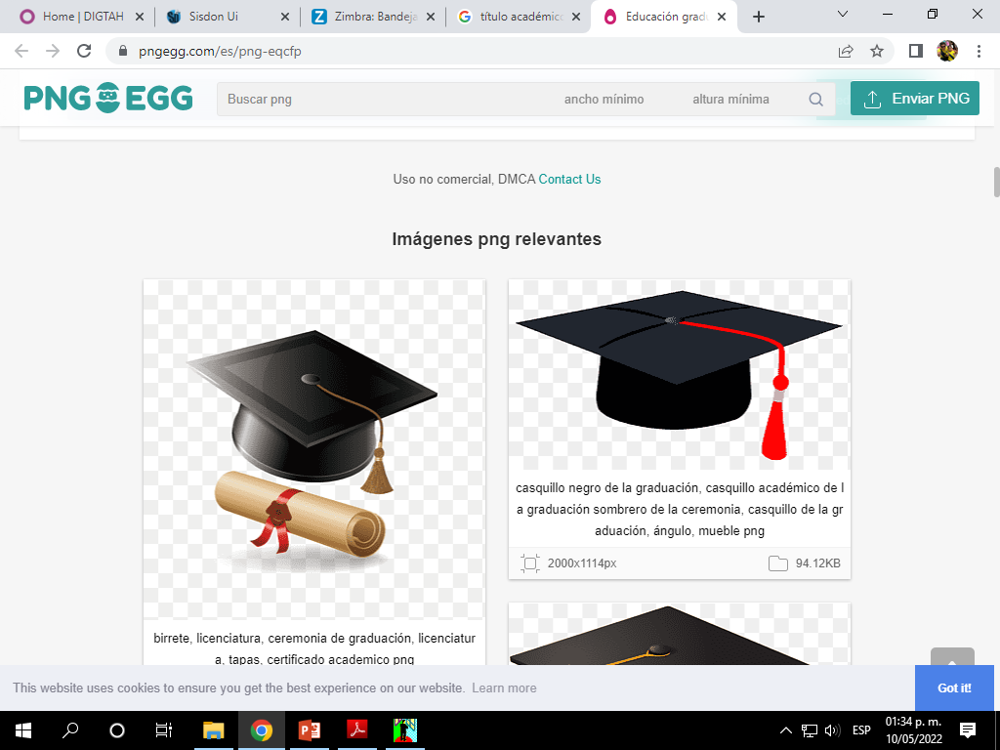 Home | DIGTAH
Sisdon Ui
Zimbra: Bandeja
título académico
Educación gradu
pngegg.com/es/png-eqcfp
PNG EGG
Buscar png
ancho mínimo
altura mínima
Enviar PNG
Uso no comercial, DMCA Contact Us
Imágenes png relevantes
birrete, licenciatura, ceremonia de graduación, licenciatur
a, tapas, certificado academico png
casquillo negro de la graduación, casquillo académico de l
a graduación sombrero de la ceremonia, casquillo de la gr
aduación, ángulo, mueble png
2000x1114px
94.12KB
This website uses cookies to ensure you get the best experience on our website. Learn more
Got it!
ESP
01:34 p. m.
10/05/2022